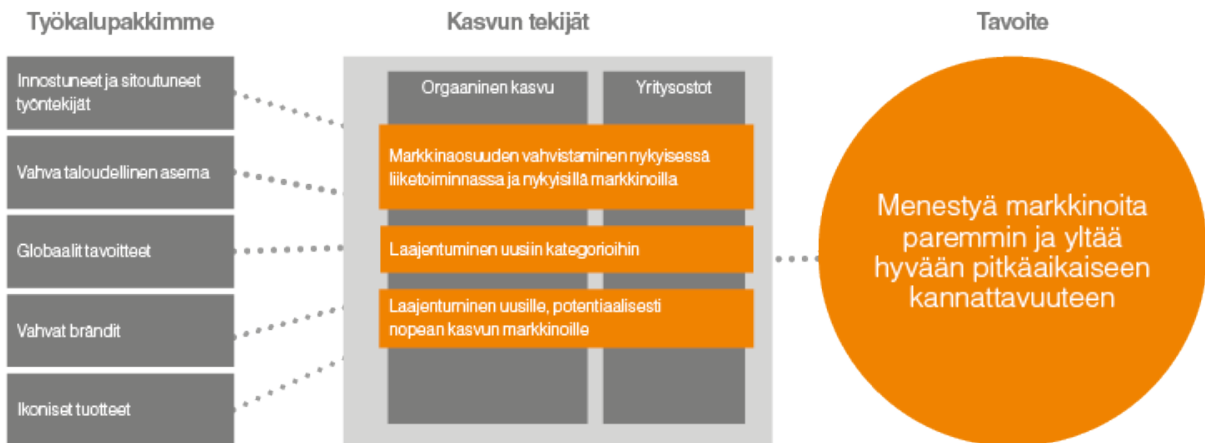 Työkalupakkimme
Innostuneet ja sitoutuneet
työntekijät
Vahva taloudellinen asema
Globaalit tavoitteet
Vahvat brändit
Ikoniset tuotteet
Kasvun tekijät
Orgaaninen kasvu
Yritysostot
Markkinaosuuden vahvistaminen nykyisessä
liiketoiminnassa ja nykyisillä markkinoilla
Laajentuminen uusiin kategorioihin
Laajentuminen uusille, potentiaalisesti
nopean kasvun markkinoille
Tavoite
Menestyä markkinoita
paremmin ja yltää
hyvään pitkäaikaiseen
kannattavuuteen